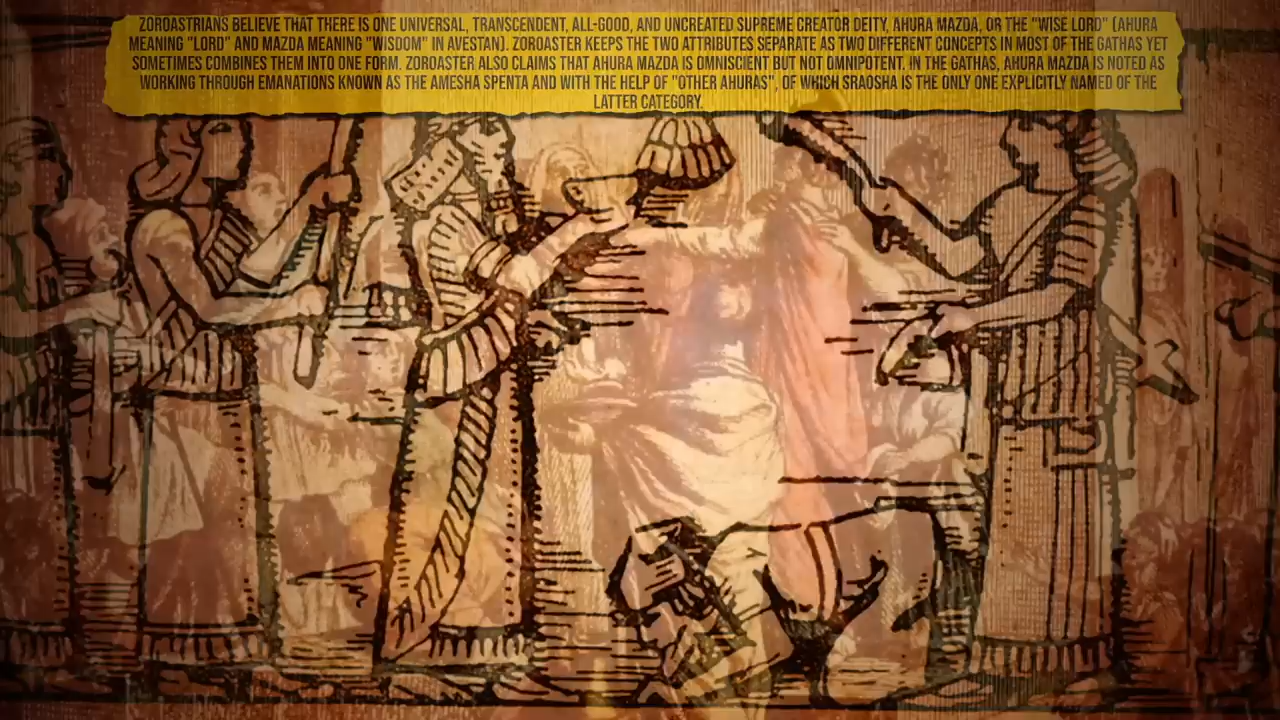 ZOROASTRIANS BELIEVE THAT THERE IS ONE UNIVERSAL, TRANSCENDENT, ALL-GOOD, AND UNCREATED SUPREME CREATOR DEITY, AHURA MAZDA, OR THE "WISE LORD" (AHURA
MEANING "LORD" AND MAZDA MEANING "WISDOM" IN AVESTAN). ZOROASTER KEEPS THE TWO ATTRIBUTES SEPARATE AS TWO DIFFERENT CONCEPTS IN MOST OF THE GATHAS YET
SOMETIMES COMBINES THEM INTO ONE FORM. ZOROASTER ALSO CLAIMS THAT AHURA MAZDA IS OMNISCIENT BUT NOT OMNIPOTENT. IN THE GATHAS, AHURA MAZDA IS NOTED AS
WORKING THROUGH EMANATIONS KNOWN AS THE AMESHA SPENTA AND WITH THE HELP OF "OTHER AHURAS", OF WHICH SRAOSHA IS THE ONLY ONE EXPLICITLY NAMED OF THE
LATTER CATEGORY.